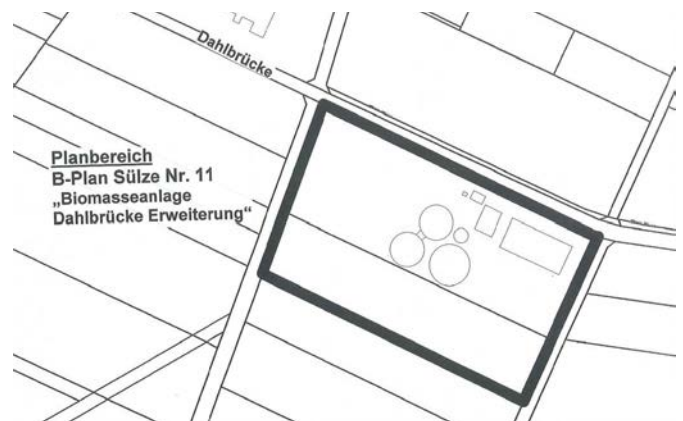 Dahlbrücke
Planbereich
B-Plan Sülze Nr. 11
„Biomasseanlage
Dahlbrücke Erweiterung“